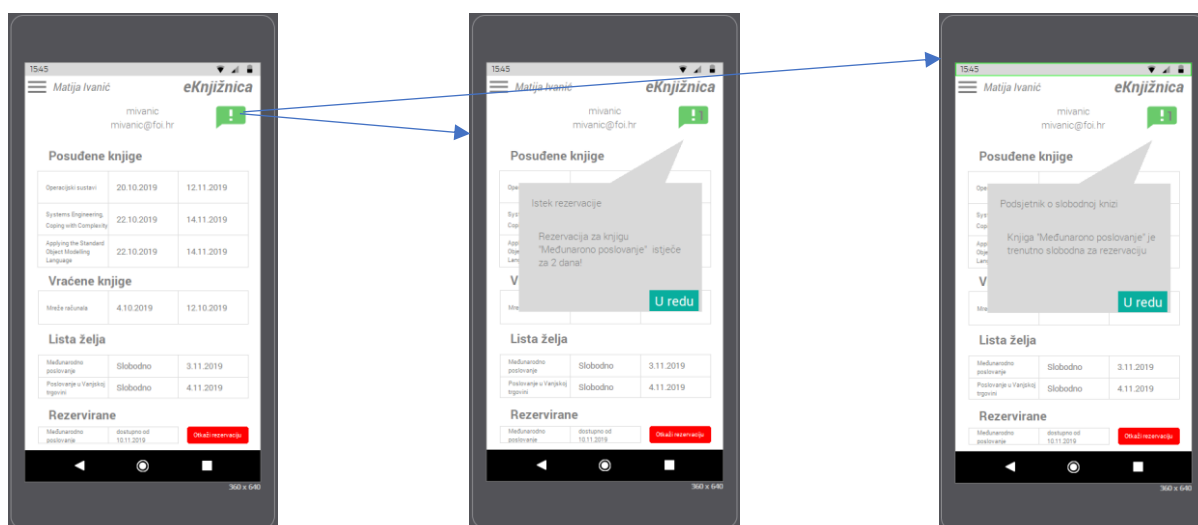 15:45
Matija Ivanić eKnjižnica
mivanic
mivanic@foi.hr
!
Posuđene knjige
Operacijski sustavi 20.10.2019 12.11.2019
Systems Engineering, Coping with Complexity 22.10.2019 14.11.2019
Applying the Standard Object Modelling Language 22.10.2019 14.11.2019
Vraćene knjige
Mreže računala 4.10.2019 12.10.2019
Lista želja
Međunarodno poslovanje Slobodno 3.11.2019
Poslovanje u Vanjskoj trgovini Slobodno 4.11.2019
Rezervirane
Međunarodno poslovanje dostupno od 10.11.2019 Otkaži rezervaciju
360 x 640
15:45
Matija Ivanić eKnjižnica
mivanic
mivanic@foi.hr
! 1
Posuđene knjige
Istek rezervacije
Rezervacija za knjigu
"Međunarono poslovanje" istječe
za 2 dana!
U redu
Lista želja
Međunarodno poslovanje Slobodno 3.11.2019
Poslovanje u Vanjskoj trgovini Slobodno 4.11.2019
Rezervirane
Međunarodno poslovanje dostupno od 10.11.2019 Otkaži rezervaciju
360 x 640
15:45
Matija Ivanić eKnjižnica
mivanic
mivanic@foi.hr
! 1
Posuđene knjige
Podsjetnik o slobodnoj knizi
Knjiga "Međunarono poslovanje" je
trenutno slobodna za rezervaciju
U redu
Lista želja
Međunarodno poslovanje Slobodno 3.11.2019
Poslovanje u Vanjskoj trgovini Slobodno 4.11.2019
Rezervirane
Međunarodno poslovanje dostupno od 10.11.2019 Otkaži rezervaciju
360 x 640